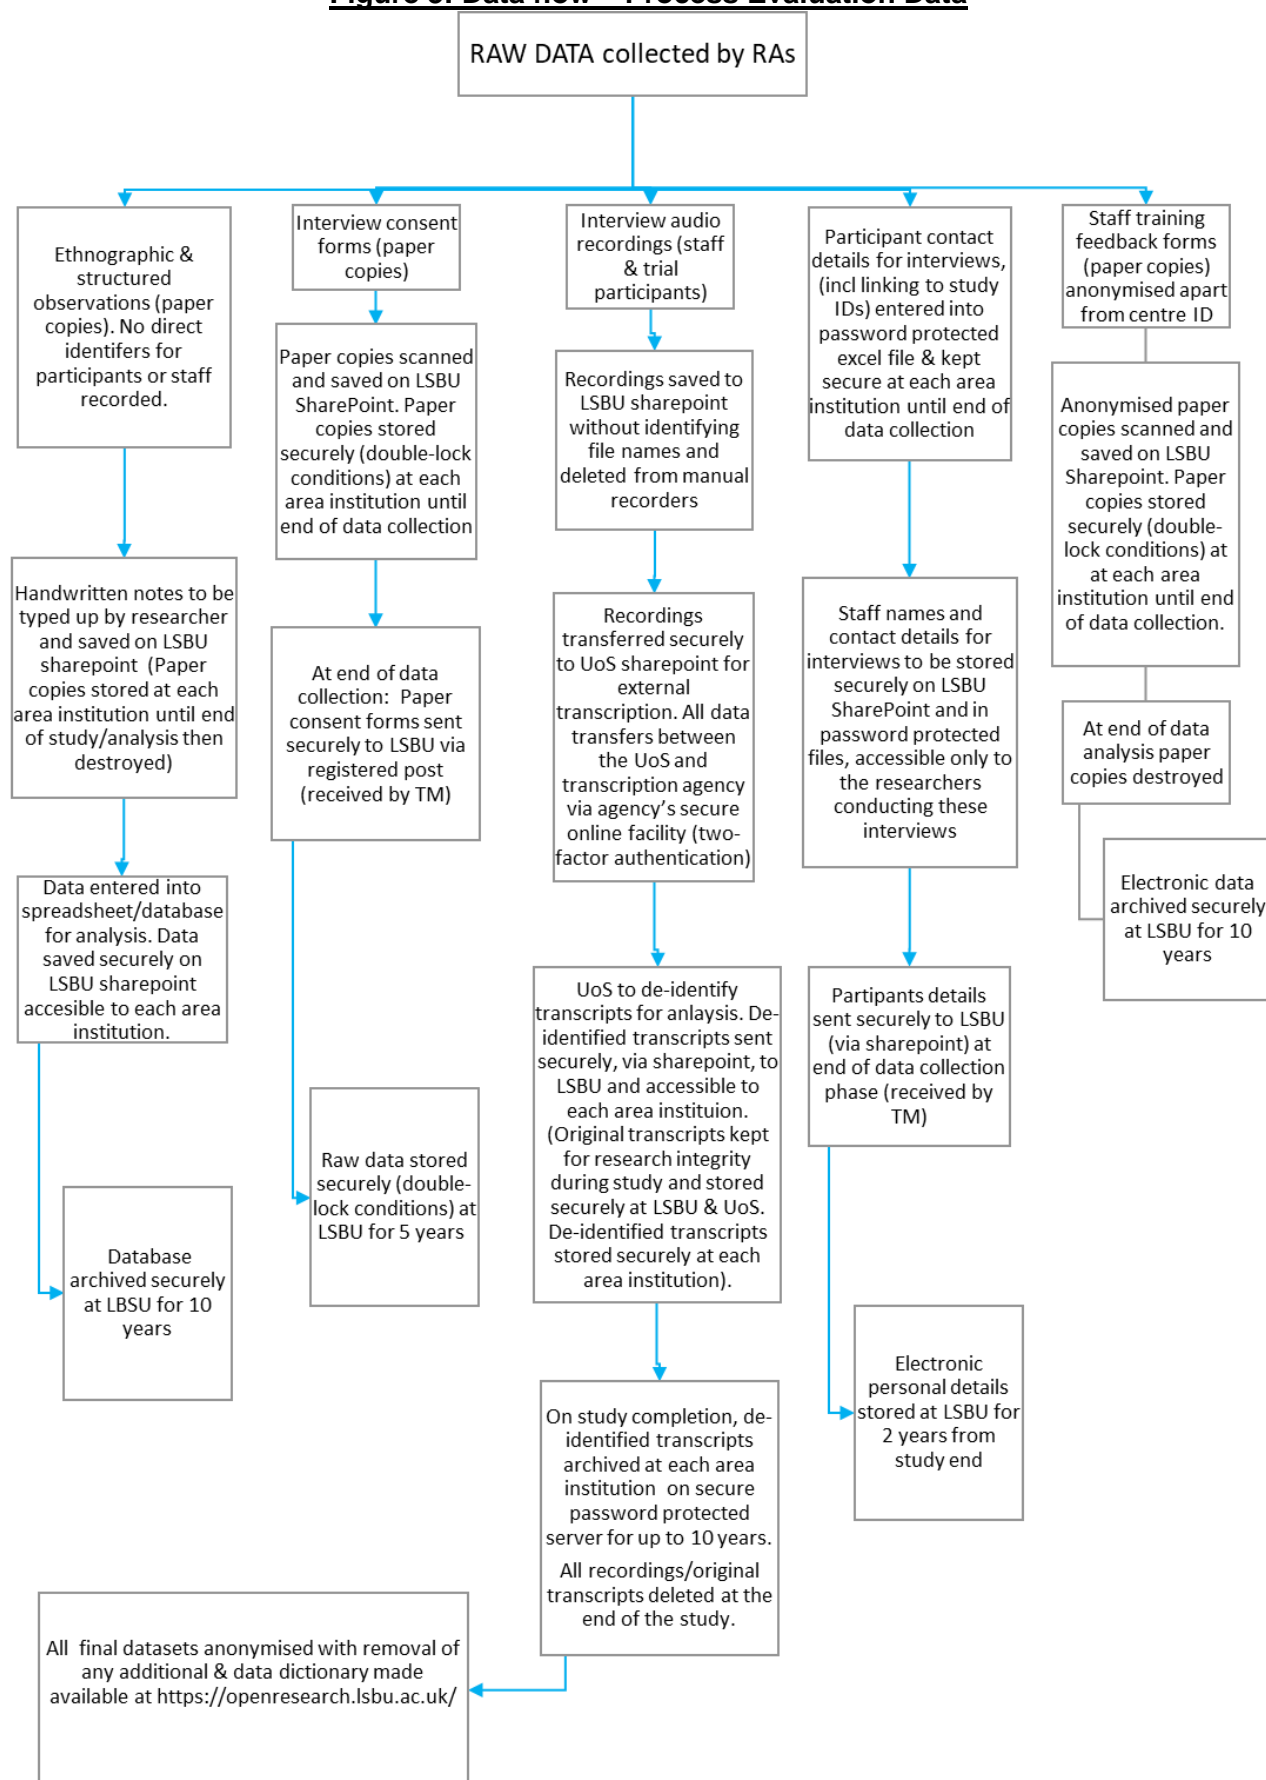 Figure 3: Data flow – Process Evaluation Data
RAW DATA collected by RAs
Ethnographic &
structured
observations (paper
copies). No direct
identifers for
participants or staff
recorded.
Handwritten notes to be
typed up by researcher
and saved on LSBU
sharepoint (Paper
copies stored at each
area institution until end
of study/analysis then
destroyed)
Data entered into
spreadsheet/database
for analysis. Data
saved securely on
LSBU sharepoint
accesible to each area
institution.
Database
archived securely
at LBSU for 10
years
Interview consent
forms (paper
copies)
Paper copies scanned
and saved on LSBU
SharePoint. Paper
copies stored
securely (double-lock
conditions) at each
area institution until
end of data collection
At end of data
collection: Paper
consent forms sent
securely to LSBU via
registered post
(received by TM)
Raw data stored
securely (double-
lock conditions) at
LSBU for 5 years
Interview audio
recordings (staff
& trial
participants)
Recordings saved to
LSBU sharepoint
without identifying
file names and
deleted from manual
recorders
Recordings
transferred securely
to UoS sharepoint for
external
transcription. All data
transfers between
the UoS and
transcription agency
via agency’s secure
online facility (two-
factor authentication)
UoS to de-identify
transcripts for anlaysis. De-
identified transcripts sent
securely, via sharepoint, to
LSBU and accessible to
each area instituion.
(Original transcripts kept
for research integrity
during study and stored
securely at LSBU & UoS.
De-identified transcripts
stored securely at each
area institution).
On study completion, de-
identified transcripts
archived at each area
institution on secure
password protected
server for up to 10 years.
All recordings/original
transcripts deleted at the
end of the study.
All final datasets anonymised with removal of
any additional & data dictionary made
available at https://openresearch.lsbu.ac.uk/
Participant contact
details for interviews,
(incl linking to study
IDs) entered into
password protected
excel file & kept
secure at each area
institution until end of
data collection
Staff names and
contact details for
interviews to be stored
securely on LSBU
SharePoint and in
password protected
files, accessible only to
the researchers
conducting these
interviews
Partipants details
sent securely to LSBU
(via sharepoint) at
end of data collection
phase (received by
TM)
Electronic
personal details
stored at LSBU for
2 years from
study end
Staff training
feedback forms
(paper copies)
anonymised apart
from centre ID
Anonymised paper
copies scanned and
saved on LSBU
Sharepoint. Paper
copies stored
securely (double-
lock conditions) at
at each area
institution until end
of data collection.
At end of data
analysis paper
copies destroyed
Electronic data
archived securely
at LSBU for 10
years